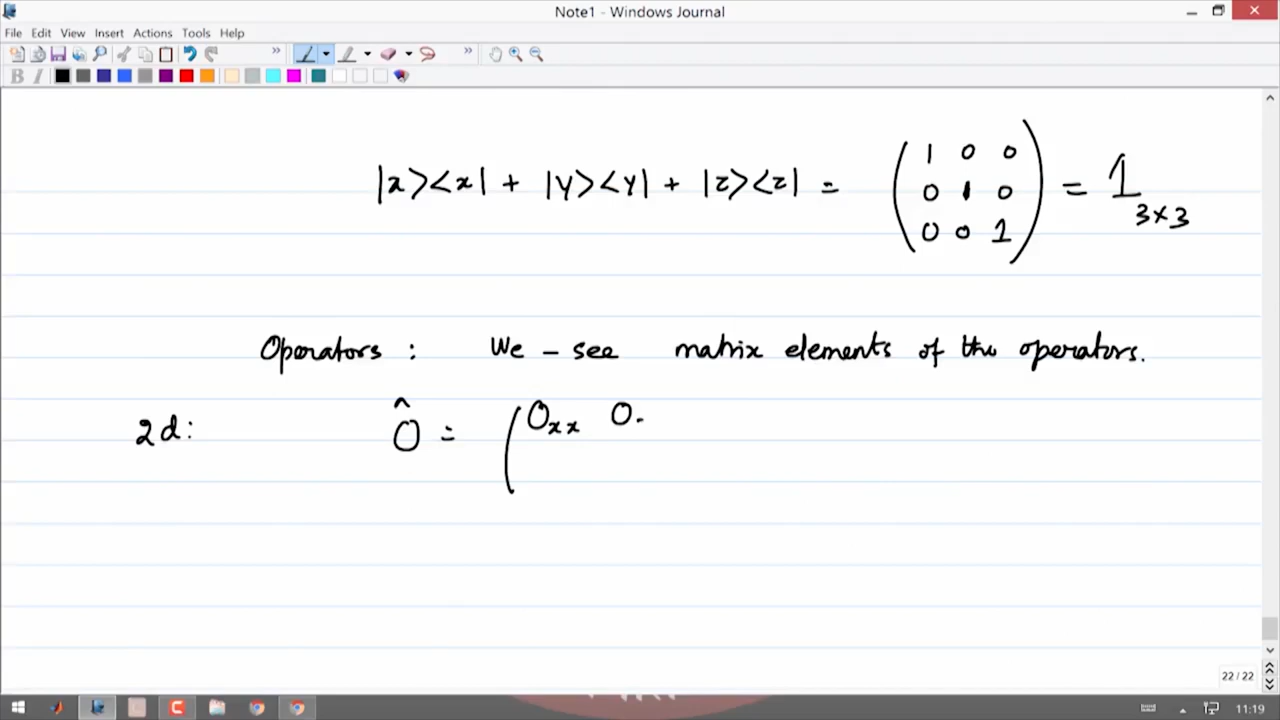 Note1 - Windows Journal
File Edit View Insert Actions Tools Help
|x><x| + |y><y| + |z><z| = (1 0 0
0 1 0
0 0 1) = 1 3×3
Operators : We - see matrix elements of the operators.
2d: Ô = (Oxx O.
22 / 22
11:19